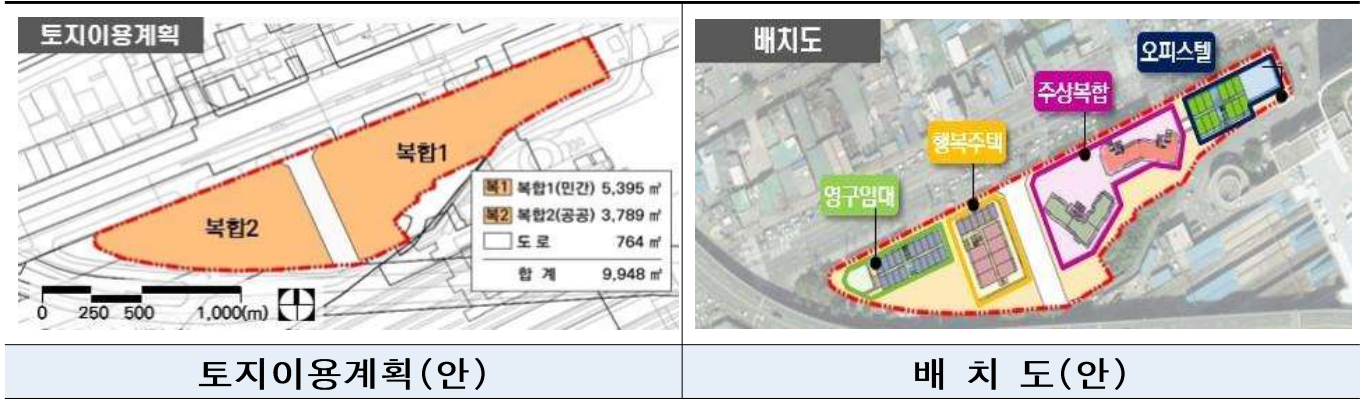 토지이용계획
복합1
복합2
복1 복합1(민간) 5,395 ㎡
복2 복합2(공공) 3,789 ㎡
도 로 764 ㎡
합 계 9,948 ㎡
0 250 500 1,000(m)
배치도
오피스텔
주상복합
행복주택
영구임대
토지이용계획(안)
배 치 도(안)